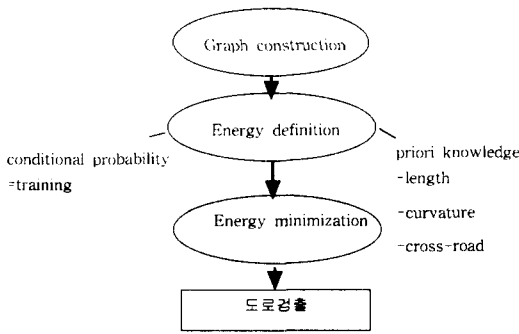 Graph construction
Energy definition
conditional probability
=training
priori knowledge
-length
Energy minimization
-curvature
-cross-road
도로검출